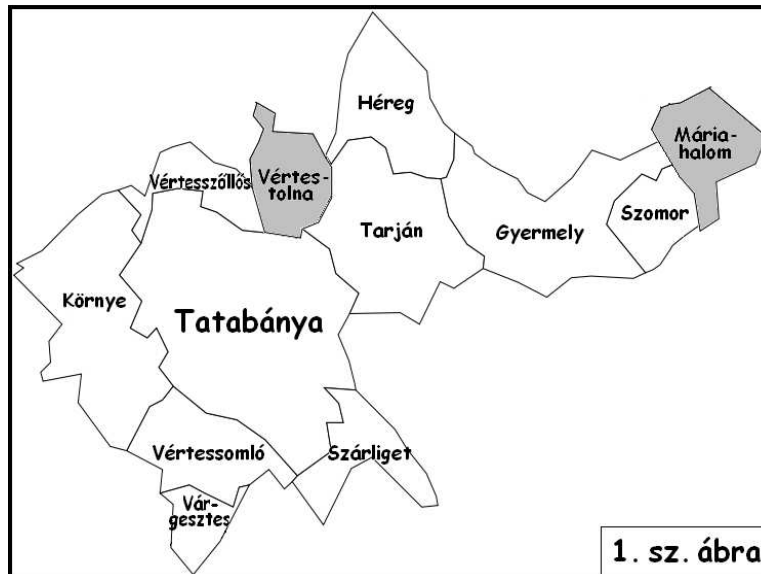 Héreg
Mária-
halom
Vértesszőllős
Vértes-
tolna
Szomor
Tarján
Gyermely
Környe
Tatabánya
Vértessomló
Szárliget
Vár-
gesztes
1. sz. ábra